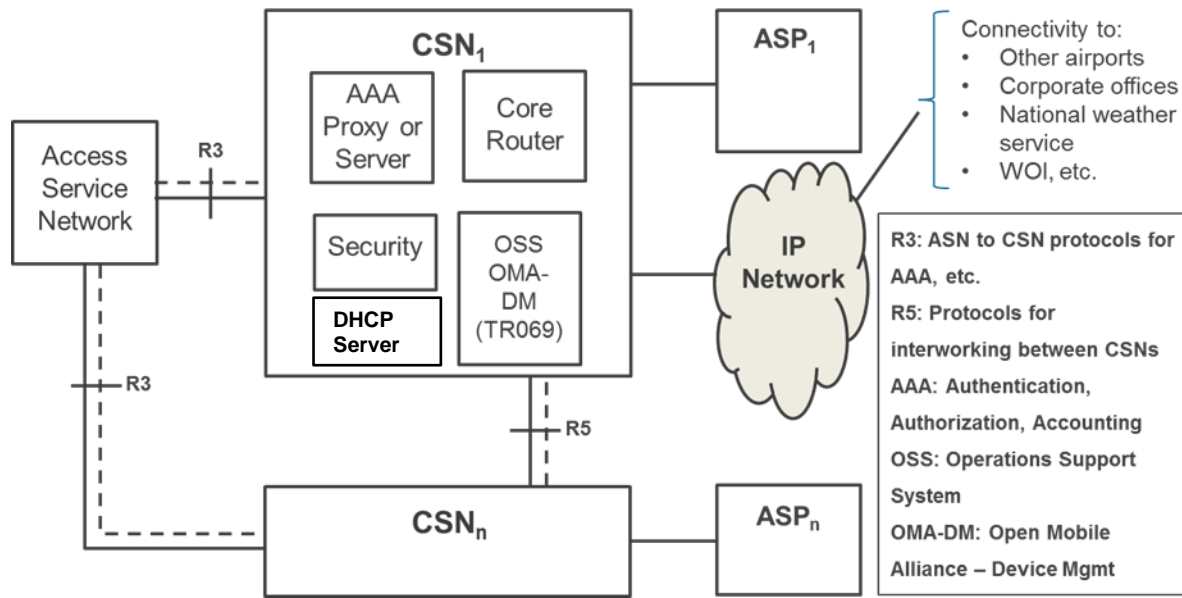 CSN1
AAA
Proxy or
Server
Core
Router
Security
OSS
OMA-
DM
(TR069)
DHCP
Server
Access
Service
Network
R3
R3
R5
CSNn
ASP1
ASPn
IP
Network
Connectivity to:
• Other airports
• Corporate offices
• National weather
service
• WOI, etc.
R3: ASN to CSN protocols for
AAA, etc.
R5: Protocols for
interworking between CSNs
AAA: Authentication,
Authorization, Accounting
OSS: Operations Support
System
OMA-DM: Open Mobile
Alliance – Device Mgmt